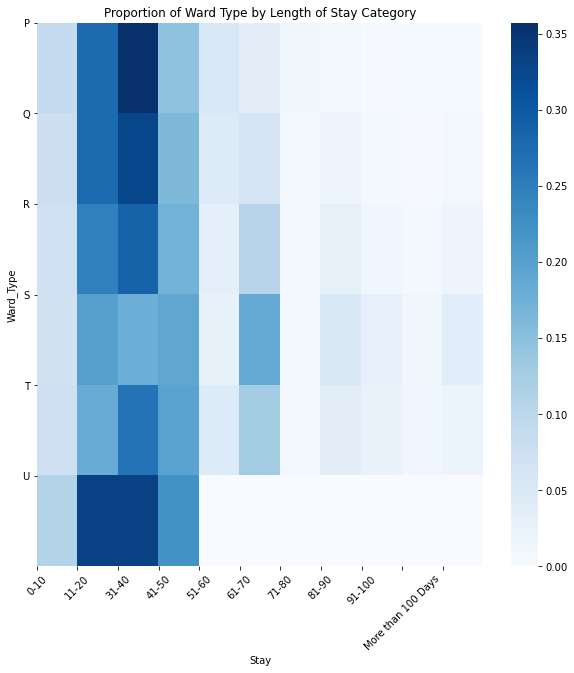 Proportion of Ward Type by Length of Stay Category
P
Q
R
S
T
U
Ward_Type
0-10
11-20
31-40
41-50
51-60
61-70
71-80
81-90
91-100
More than 100 Days
Stay
0.35
0.30
0.25
0.20
0.15
0.10
0.05
0.00